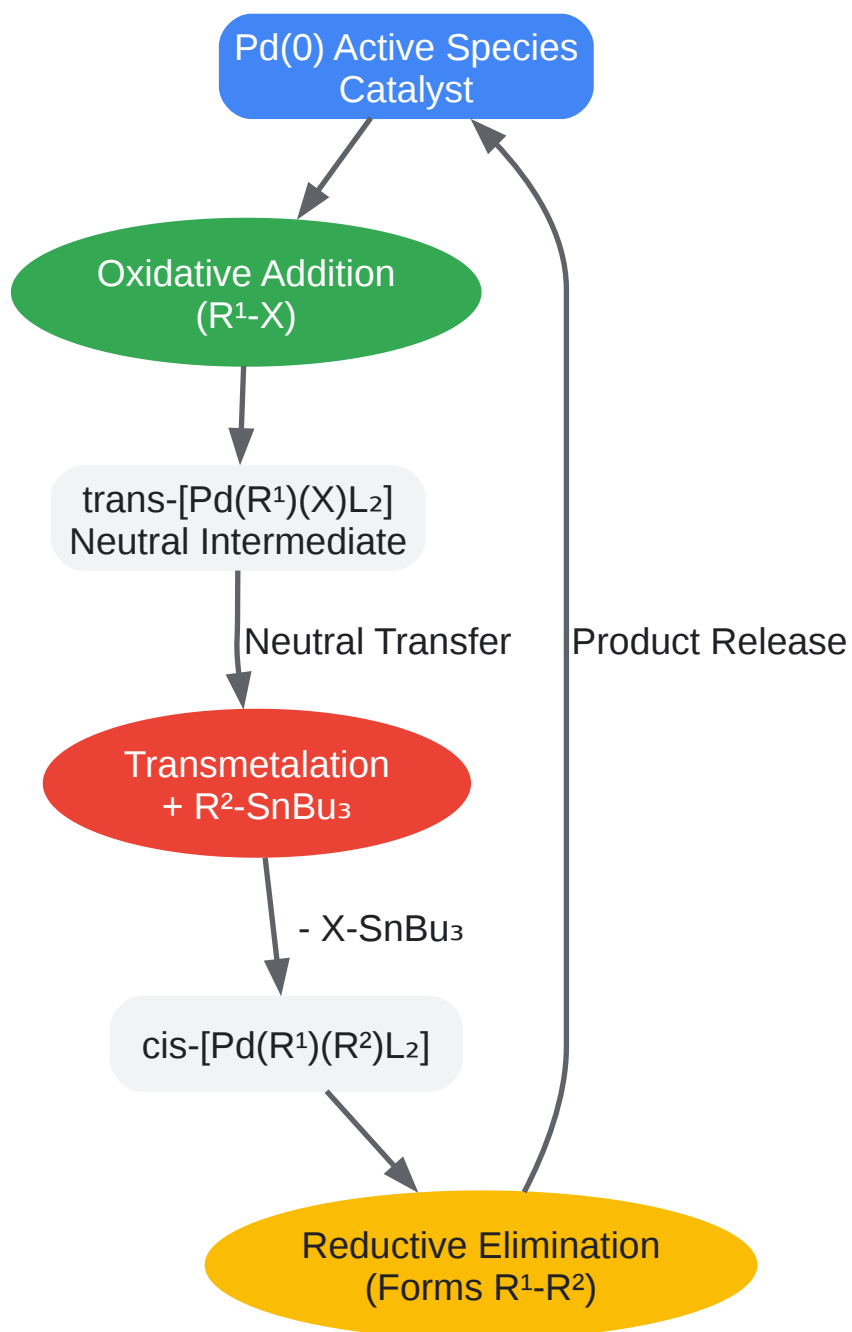 Pd(0) Active Species
Catalyst
Oxidative Addition
(R¹-X)
trans-[Pd(R¹)(X)L₂]
Neutral Intermediate
Neutral Transfer
Product Release
Transmetalation
+ R²-SnBu₃
- X-SnBu₃
cis-[Pd(R¹)(R²)L₂]
Reductive Elimination
(Forms R¹-R²)